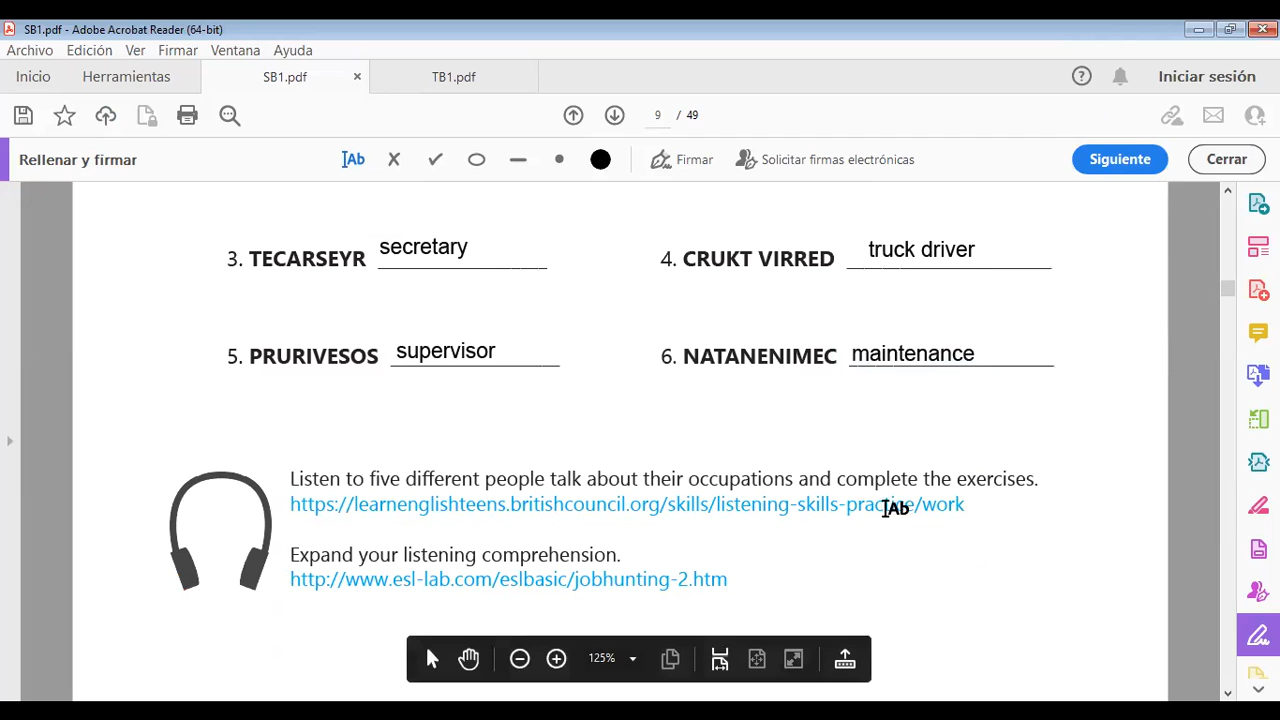 SB1.pdf - Adobe Acrobat Reader (64-bit)
Archivo Edición Ver Firmar Ventana Ayuda
Inicio Herramientas SB1.pdf × TB1.pdf Iniciar sesión
9 / 49
Rellenar y firmar Ab Firmar Solicitar firmas electrónicas Siguiente Cerrar
3. TECARSEYR secretary 4. CRUKT VIRRED truck driver
5. PRURIVESOS supervisor 6. NATANENIMEC maintenance
Listen to five different people talk about their occupations and complete the exercises.
https://learnenglishteens.britishcouncil.org/skills/listening-skills-practice/work
Ab
Expand your listening comprehension.
http://www.esl-lab.com/eslbasic/jobhunting-2.htm
125%